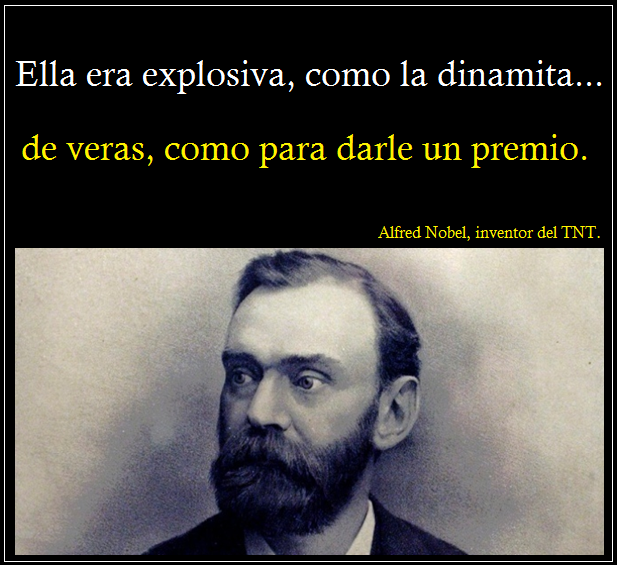 Ella era explosiva, como la dinamita...
de veras, como para darle un premio.
Alfred Nobel, inventor del TNT.